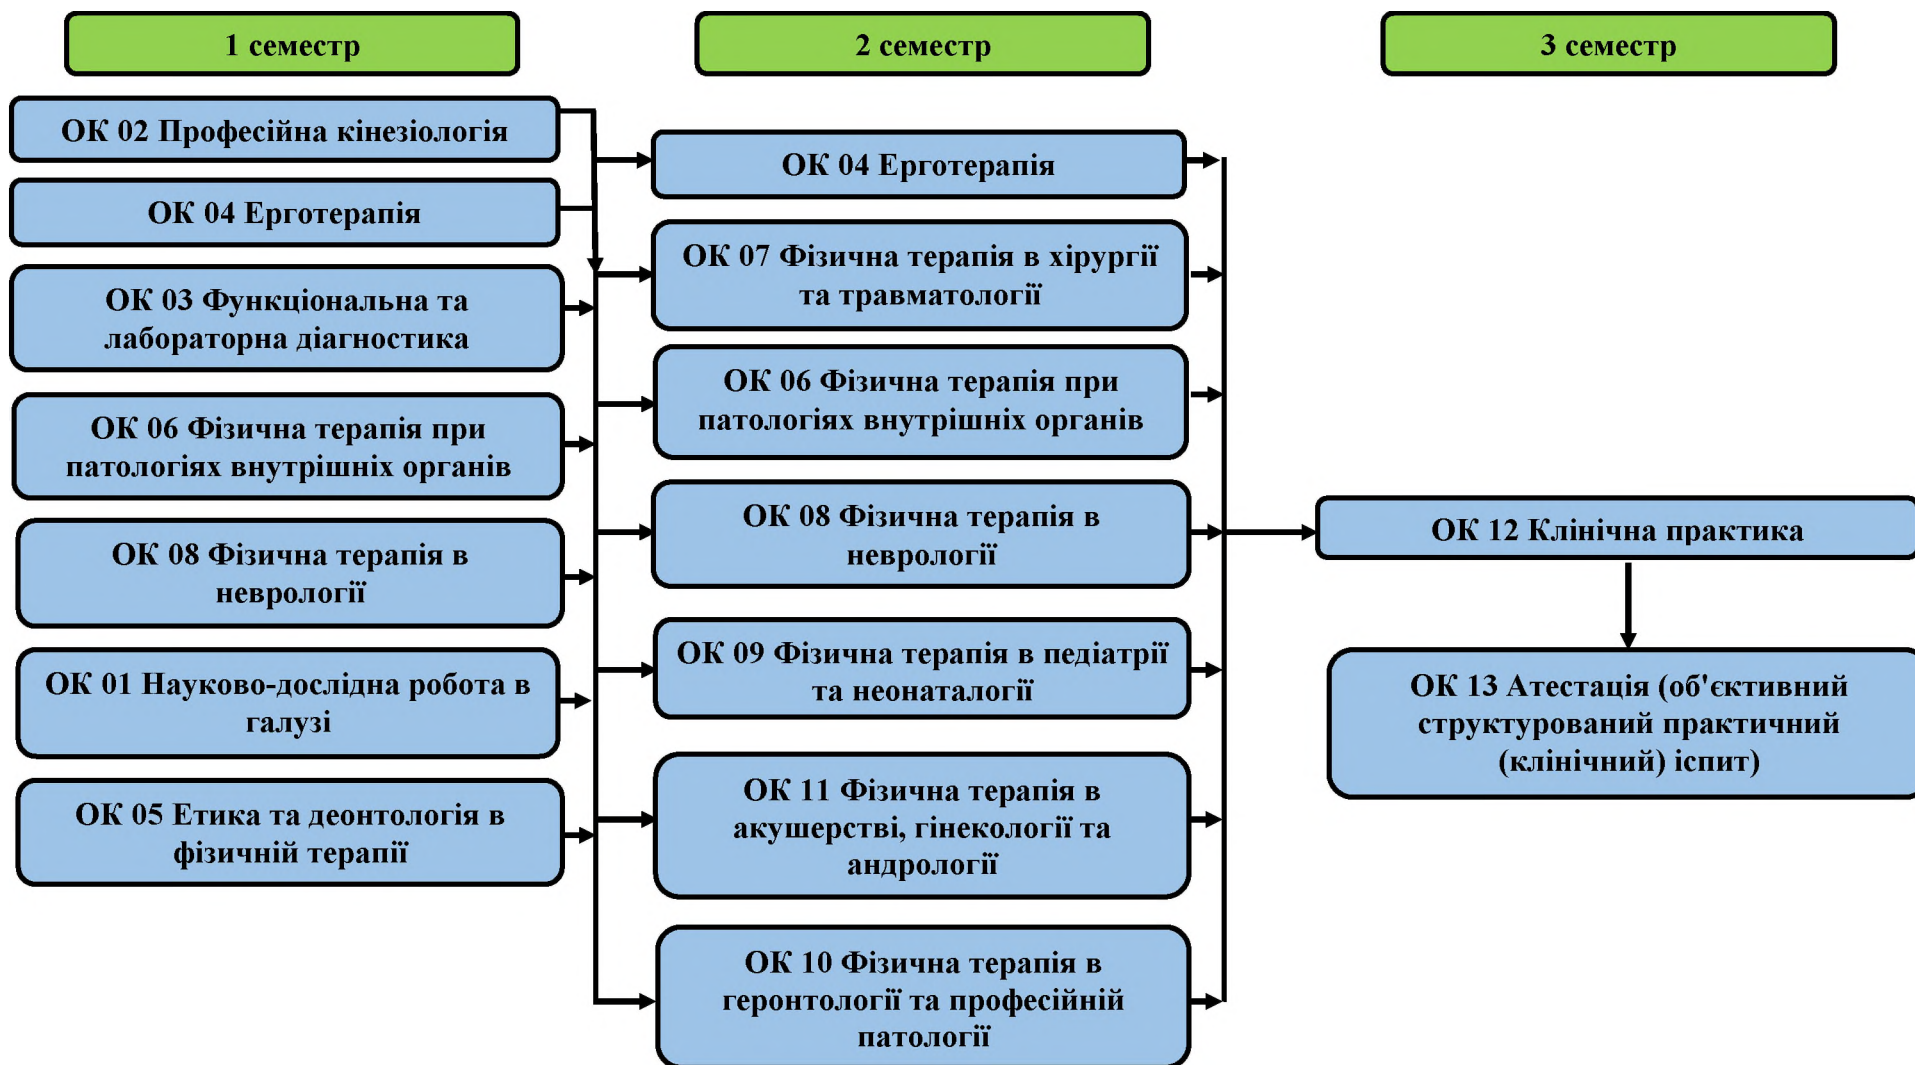 1 семестр
2 семестр
3 семестр
ОК 02 Професійна кінезіологія
ОК 04 Ерготерапія
ОК 03 Функціональна та
лабораторна діагностика
ОК 06 Фізична терапія при
патологіях внутрішніх органів
ОК 08 Фізична терапія в
неврології
ОК 01 Науково-дослідна робота в
галузі
ОК 05 Етика та деонтологія в
фізичній терапії
ОК 04 Ерготерапія
ОК 07 Фізична терапія в хірургії
та травматології
ОК 06 Фізична терапія при
патологіях внутрішніх органів
ОК 08 Фізична терапія в
неврології
ОК 09 Фізична терапія в педіатрії
та неонаталогії
ОК 11 Фізична терапія в
акушерстві, гінекології та
андрології
ОК 10 Фізична терапія в
геронтології та професійній
патології
ОК 12 Клінічна практика
ОК 13 Атестація (об'єктивний
структурований практичний
(клінічний) іспит)